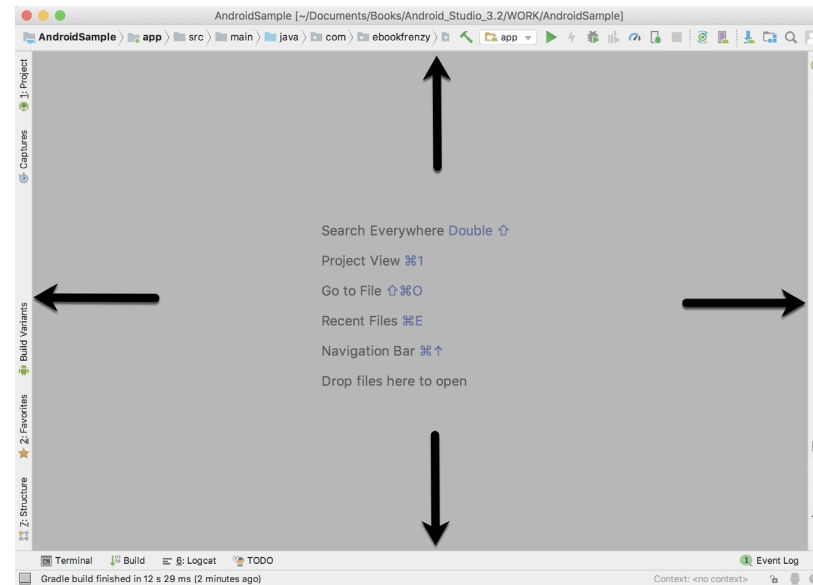 AndroidSample [~/Documents/Books/Android_Studio_3.2/WORK/AndroidSample]
AndroidSample app src main java com ebookfrenzy app
1: Project
Captures
Build Variants
2: Favorites
Z: Structure
Search Everywhere Double ⇧
Project View ⌘1
Go to File ⇧⌘O
Recent Files ⌘E
Navigation Bar ⌘↑
Drop files here to open
Terminal Build 6: Logcat TODO 1 Event Log
Gradle build finished in 12 s 29 ms (2 minutes ago) Context: <no context>